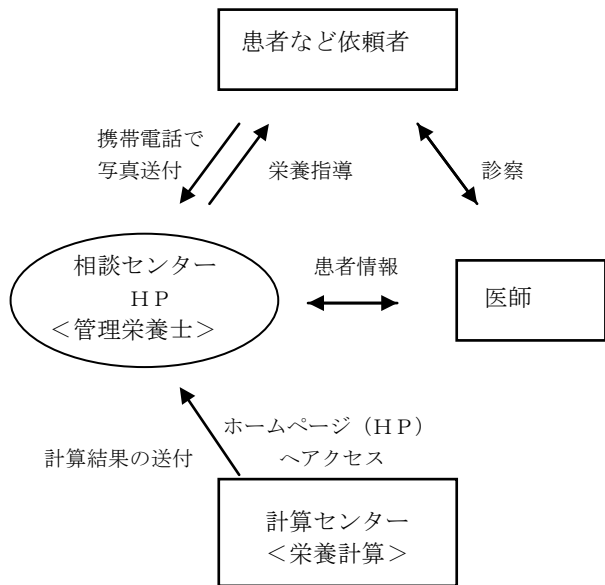 患者など依頼者
携帯電話で
写真送付
栄養指導
診察
相談センター
ＨＰ
＜管理栄養士＞
患者情報
医師
ホームページ（ＨＰ）
へアクセス
計算結果の送付
計算センター
＜栄養計算＞